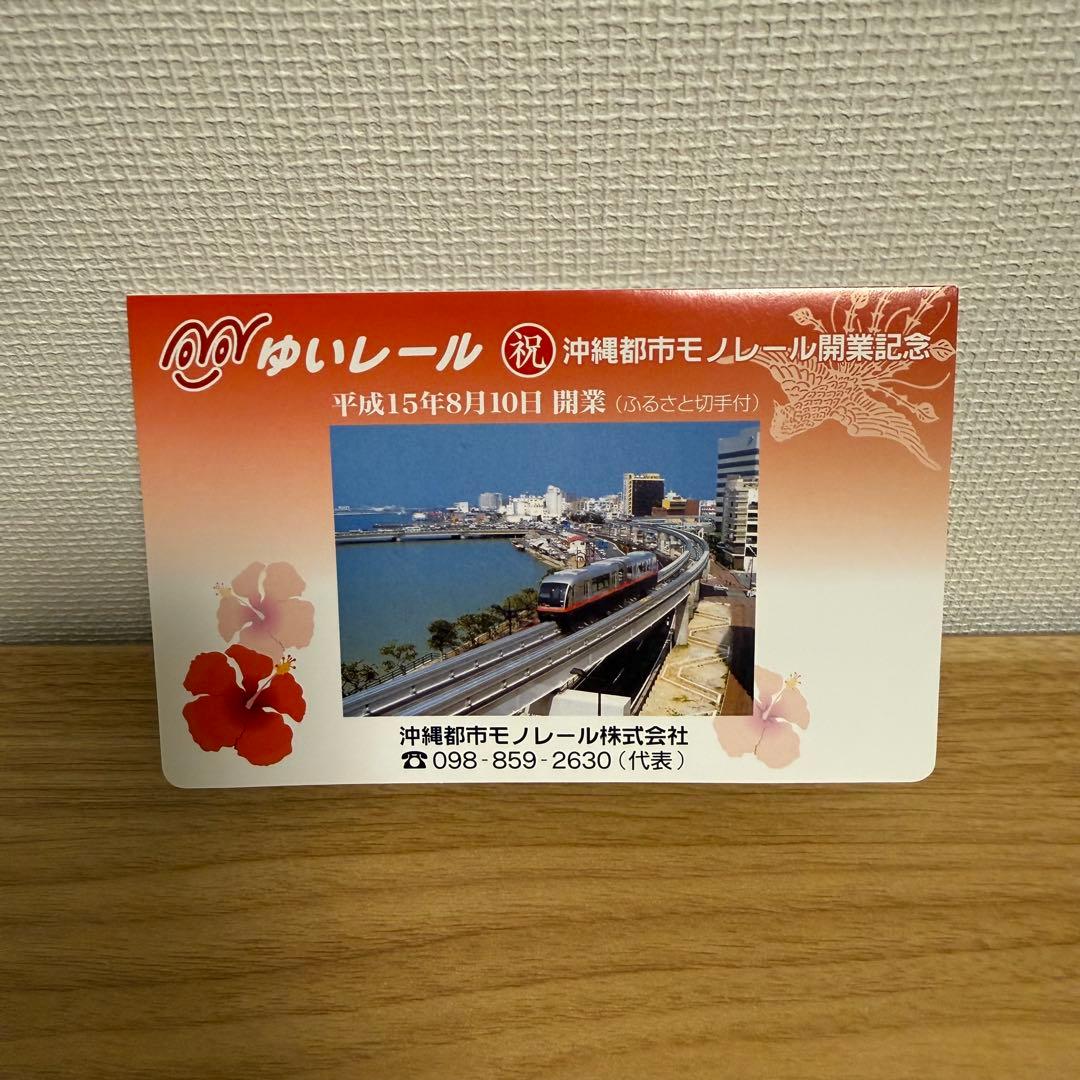 ゆいレール 祝 沖縄都市モノレール開業記念
平成15年8月10日 開業 (ふるさと切手付)
沖縄都市モノレール株式会社
☎098-859-2630(代表)